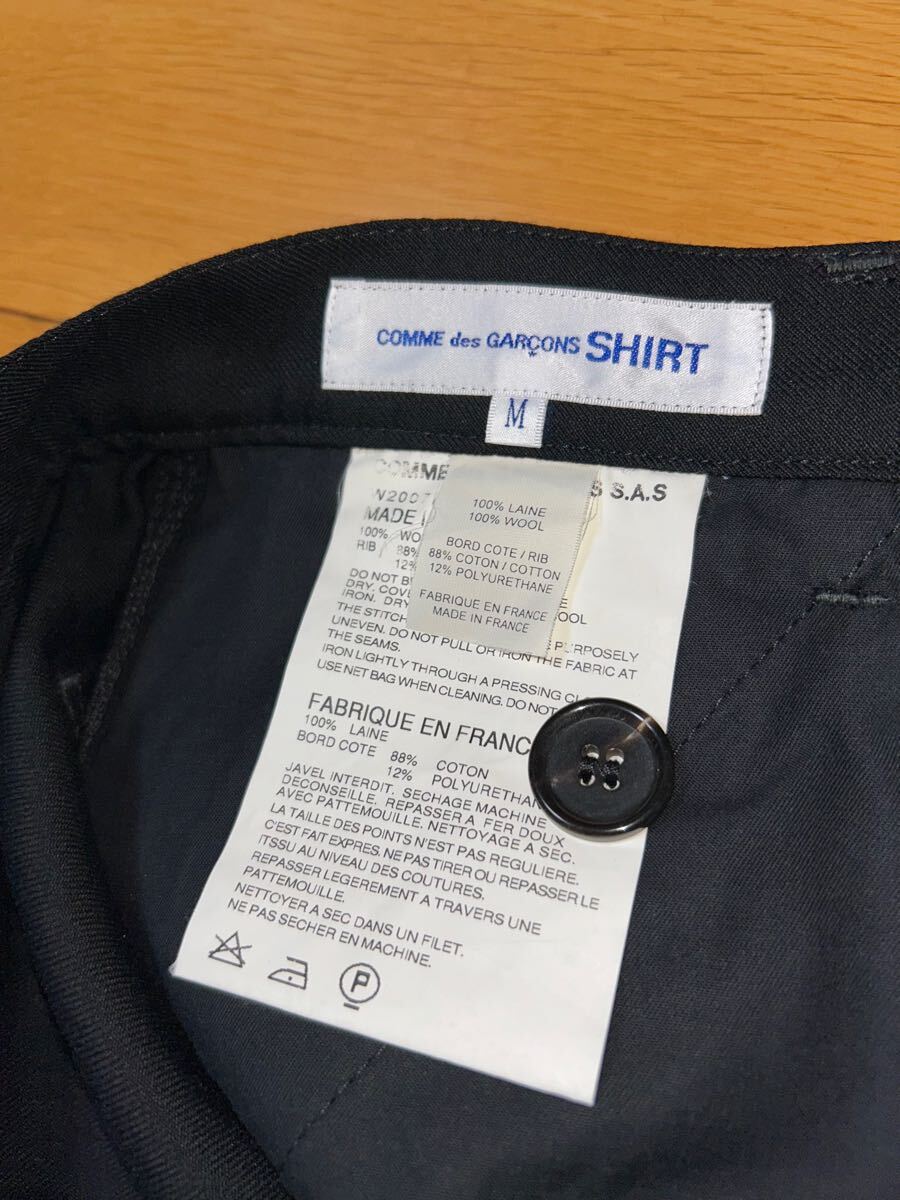 COMME des GARÇONS SHIRT
M
COMME S S.A.S
100% LAINE
100% WOOL
BORD COTE / RIB
88% COTON / COTTON
12% POLYURETHANE
FABRIQUE EN FRANCE
MADE IN FRANCE
MADE
100%
RIB 88%
12%
DO NOT
DRY.
IRON. DRY
THE STITCH PURPOSELY
UNEVEN. DO NOT PULL OR IRON THE FABRIC AT
THE SEAMS.
IRON LIGHTLY THROUGH A PRESSING
USE NET BAG WHEN CLEANING. DO NOT
FABRIQUE EN FRANC
100% LAINE
BORD COTE 88% COTON
12% POLYURETHAN
JAVEL INTERDIT. SECHAGE MACHINE
DECONSEILLE. REPASSER A FER DOUX
AVEC PATTEMOUILLE. NETTOYAGE A SEC.
LA TAILLE DES POINTS N'EST PAS REGULIERE.
C'EST FAIT EXPRES. NE PAS TIRER OU REPASSER LE
ITSSU AU NIVEAU DES COUTURES.
REPASSER LEGEREMENT A TRAVERS UNE
PATTEMOUILLE.
NETTOYER A SEC DANS UN FILET.
NE PAS SECHER EN MACHINE.
P